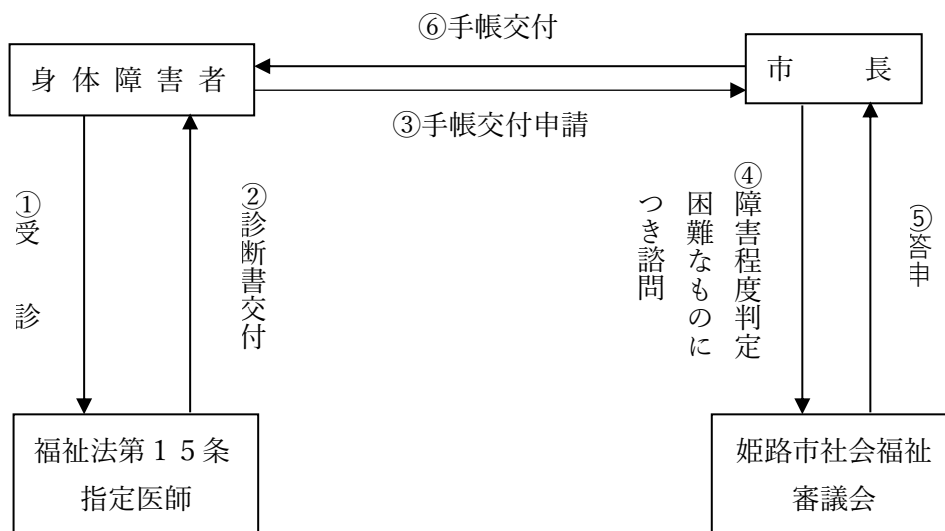 ⑥手帳交付
身体障害者
市　　長
③手帳交付申請
①受　　診
②診断書交付
④障害程度判定
困難なものに
つき諮問
⑤答申
福祉法第１５条
指定医師
姫路市社会福祉
審議会